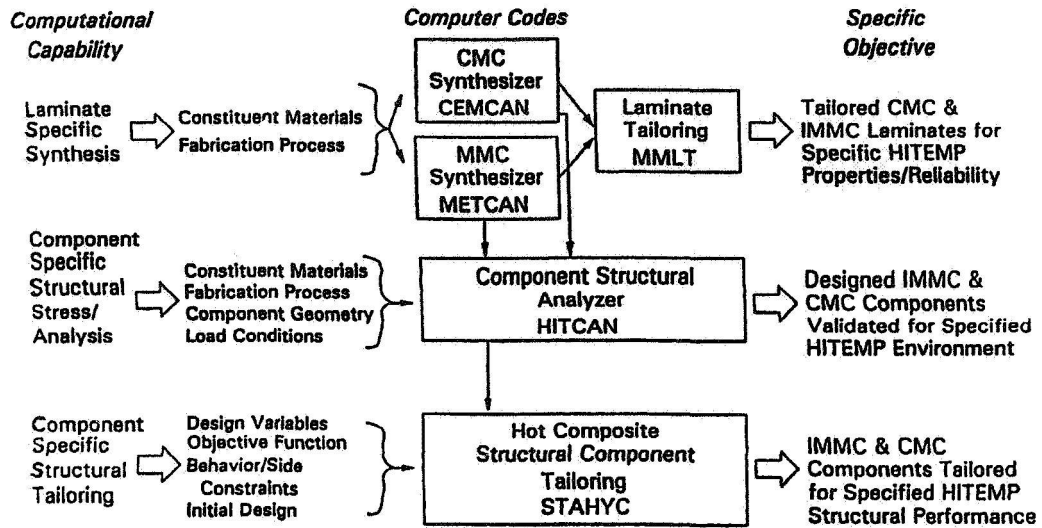 Computational
Capability
Computer Codes
Specific
Objective
Laminate
Specific
Synthesis
Constituent Materials
Fabrication Process
CMC
Synthesizer
CEMCAN
MMC
Synthesizer
METCAN
Laminate
Tailoring
MMLT
Tailored CMC &
IMMC Laminates for
Specific HITEMP
Properties/Reliability
Component
Specific
Structural
Stress/
Analysis
Constituent Materials
Fabrication Process
Component Geometry
Load Conditions
Component Structural
Analyzer
HITCAN
Designed IMMC &
CMC Components
Validated for Specified
HITEMP Environment
Component
Specific
Structural
Tailoring
Design Variables
Objective Function
Behavior/Side
Constraints
Initial Design
Hot Composite
Structural Component
Tailoring
STAHYC
IMMC & CMC
Components Tailored
for Specified HITEMP
Structural Performance